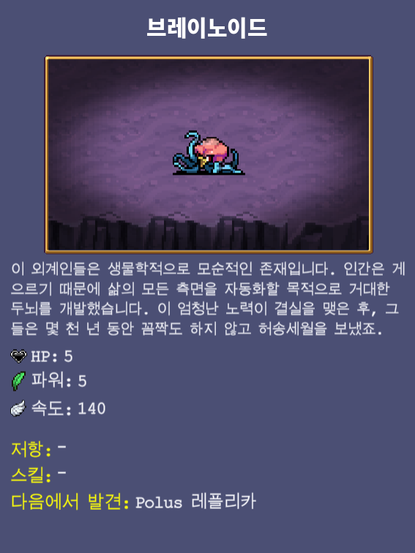 브레이노이드
이 외계인들은 생물학적으로 모순적인 존재입니다. 인간은 게
으르기 때문에 삶의 모든 측면을 자동화할 목적으로 거대한
두뇌를 개발했습니다. 이 엄청난 노력이 결실을 맺은 후, 그
들은 몇 천 년 동안 꼼짝도 하지 않고 허송세월을 보냈죠.
HP: 5
파워: 5
속도: 140
저항: -
스킬: -
다음에서 발견: Polus 레플리카